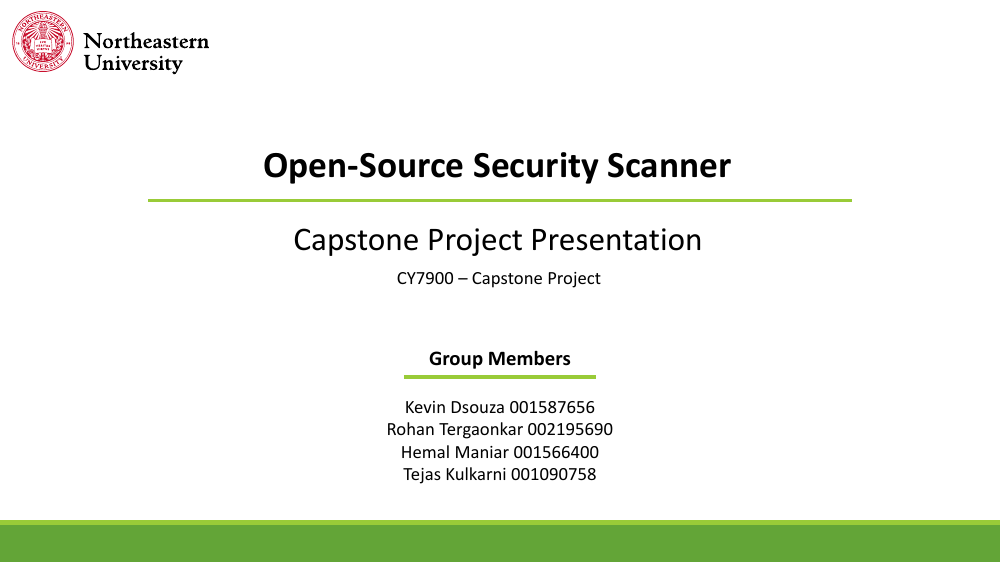 Northeastern
University
Open-Source Security Scanner
Capstone Project Presentation
CY7900 – Capstone Project
Group Members
Kevin Dsouza 001587656
Rohan Tergaonkar 002195690
Hemal Maniar 001566400
Tejas Kulkarni 001090758